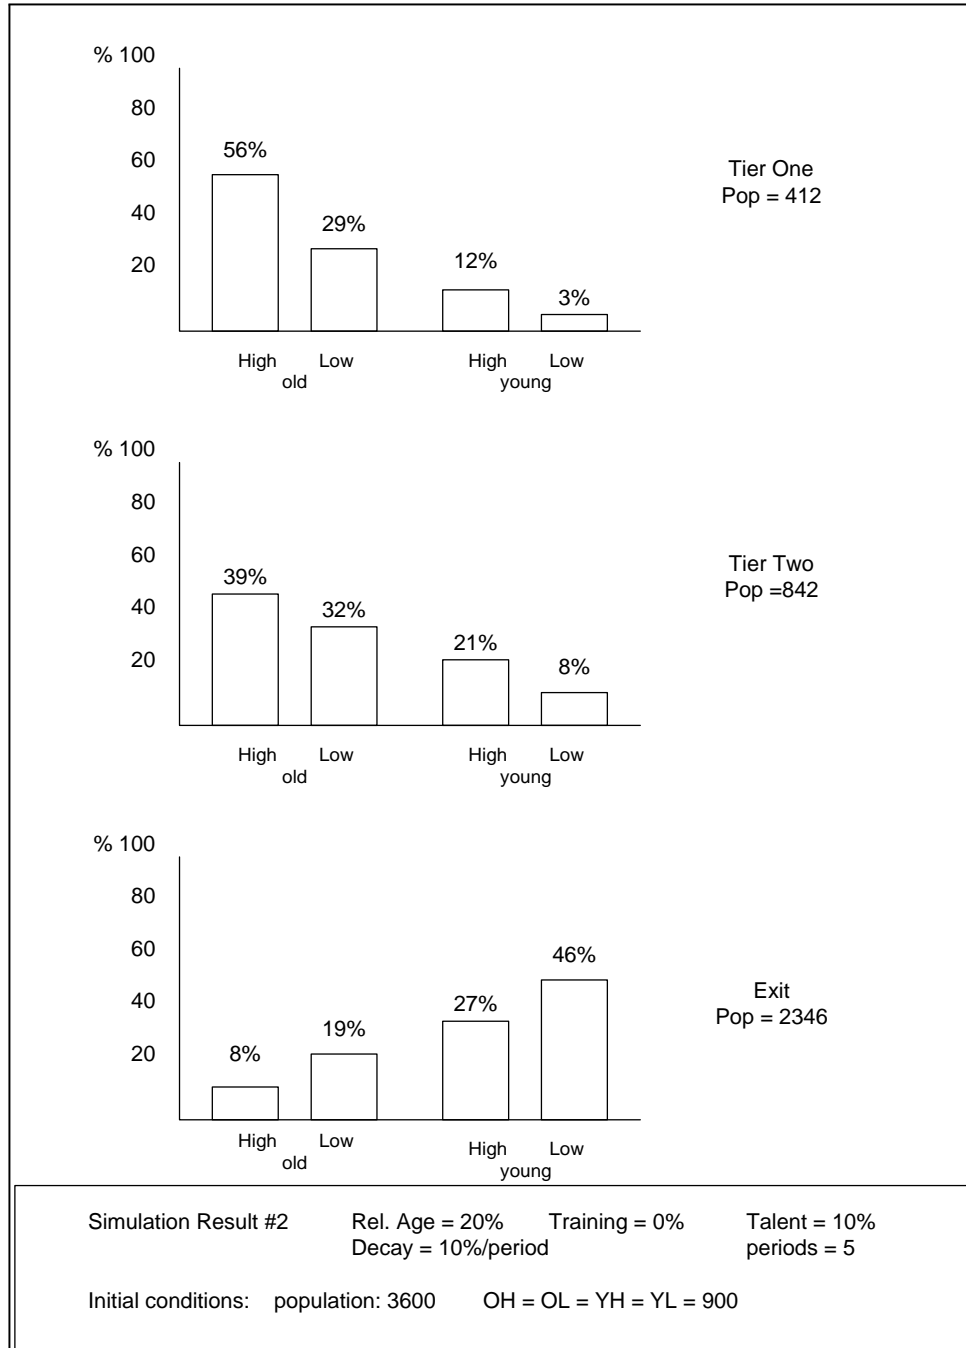 % 100
80
60
40
20
56%
29%
12%
3%
High Low High Low
old young
Tier One
Pop = 412
% 100
80
60
40
20
39%
32%
21%
8%
High Low High Low
old young
Tier Two
Pop =842
% 100
80
60
40
20
8%
19%
27%
46%
High Low High Low
old young
Exit
Pop = 2346
Simulation Result #2 Rel. Age = 20% Training = 0% Talent = 10%
Decay = 10%/period periods = 5
Initial conditions: population: 3600 OH = OL = YH = YL = 900